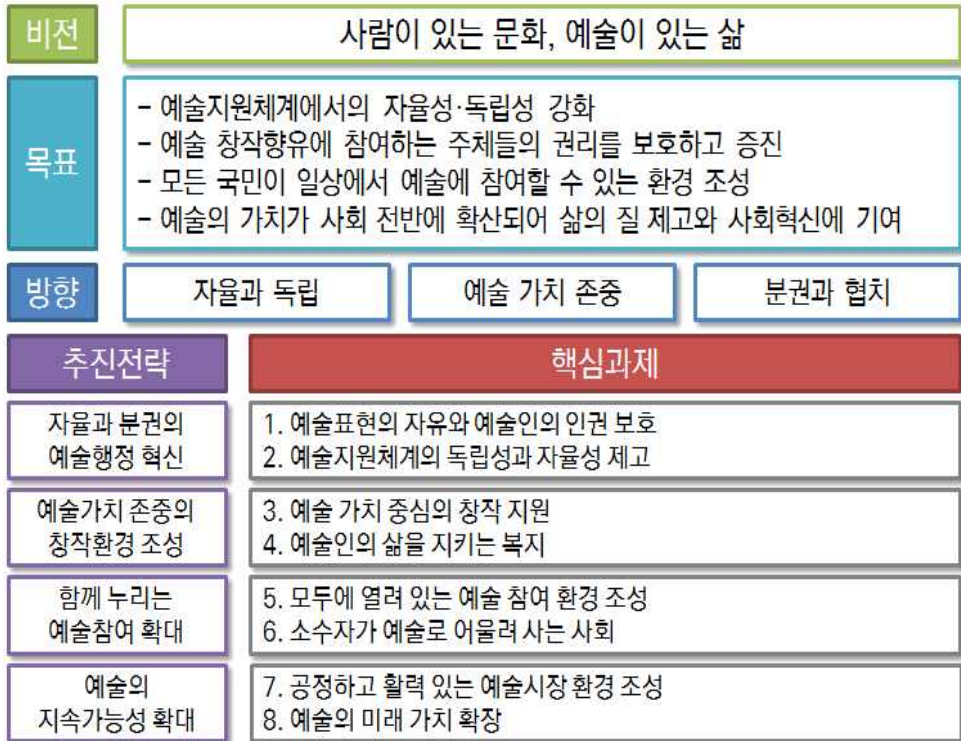 비전
사람이 있는 문화, 예술이 있는 삶
목표
- 예술지원체계에서의 자율성·독립성 강화
- 예술 창작향유에 참여하는 주체들의 권리를 보호하고 증진
- 모든 국민이 일상에서 예술에 참여할 수 있는 환경 조성
- 예술의 가치가 사회 전반에 확산되어 삶의 질 제고와 사회혁신에 기여
방향
자율과 독립
예술 가치 존중
분권과 협치
추진전략
핵심과제
자율과 분권의
예술행정 혁신
1. 예술표현의 자유와 예술인의 인권 보호
2. 예술지원체계의 독립성과 자율성 제고
예술가치 존중의
창작환경 조성
3. 예술 가치 중심의 창작 지원
4. 예술인의 삶을 지키는 복지
함께 누리는
예술참여 확대
5. 모두에 열려 있는 예술 참여 환경 조성
6. 소수자가 예술로 어울려 사는 사회
예술의
지속가능성 확대
7. 공정하고 활력 있는 예술시장 환경 조성
8. 예술의 미래 가치 확장